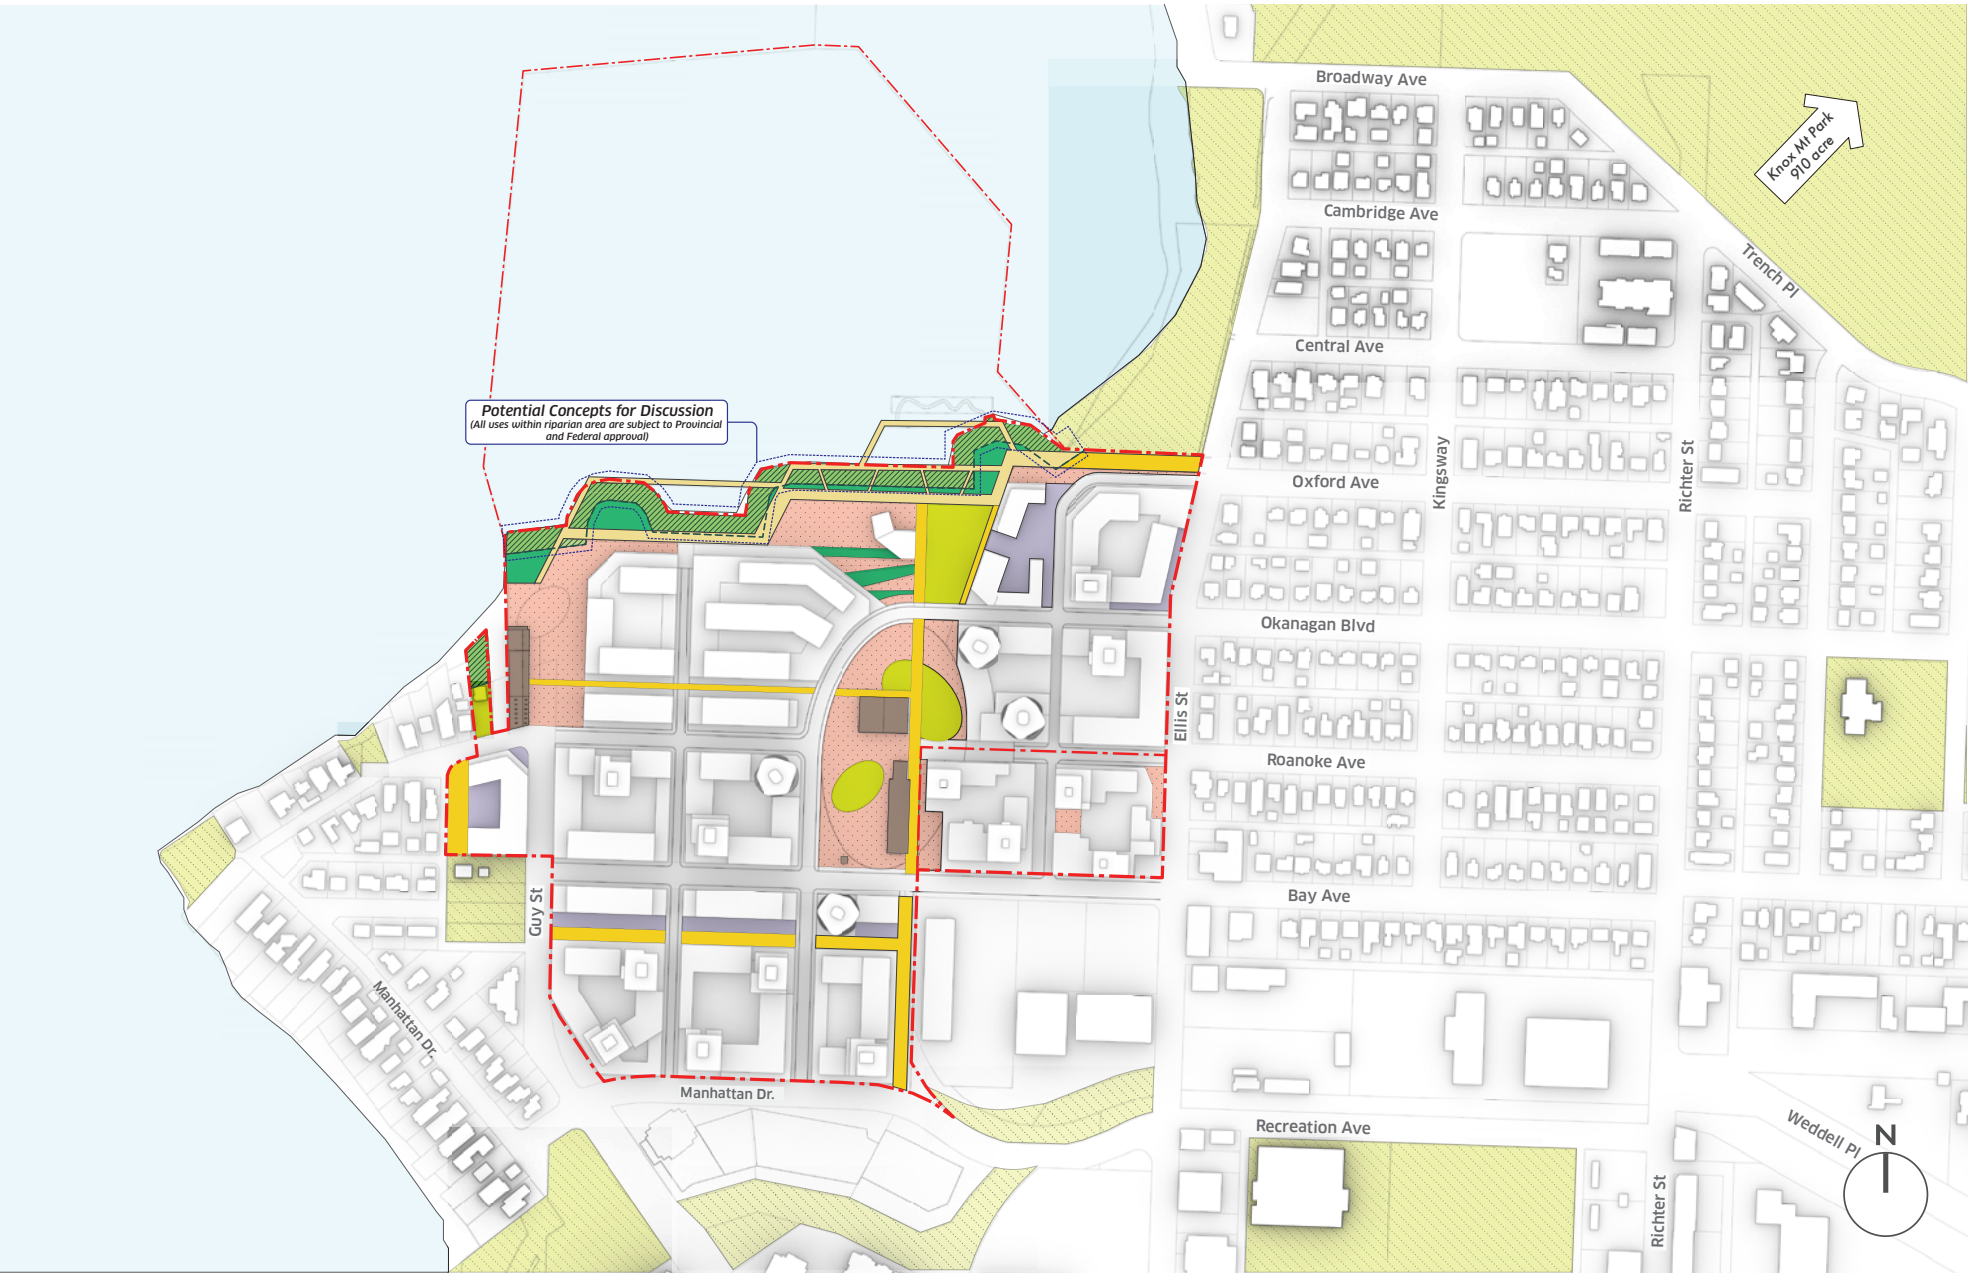 Broadway Ave
Knox Mt Park
910 acre
Cambridge Ave
Trench Pl
Central Ave
Potential Concepts for Discussion
(All uses within riparian area are subject to Provincial
and Federal approval)
Kingsway
Richter St
Oxford Ave
Okanagan Blvd
Ellis St
Roanoke Ave
Guy St
Bay Ave
Manhattan Dr.
Manhattan Dr.
Recreation Ave
Weddell Pl
N
Richter St